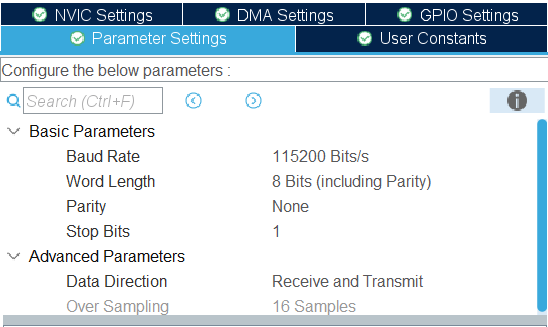 NVIC Settings DMA Settings GPIO Settings
Parameter Settings User Constants
Configure the below parameters :
Search (Ctrl+F)
Basic Parameters
Baud Rate 115200 Bits/s
Word Length 8 Bits (including Parity)
Parity None
Stop Bits 1
Advanced Parameters
Data Direction Receive and Transmit
Over Sampling 16 Samples